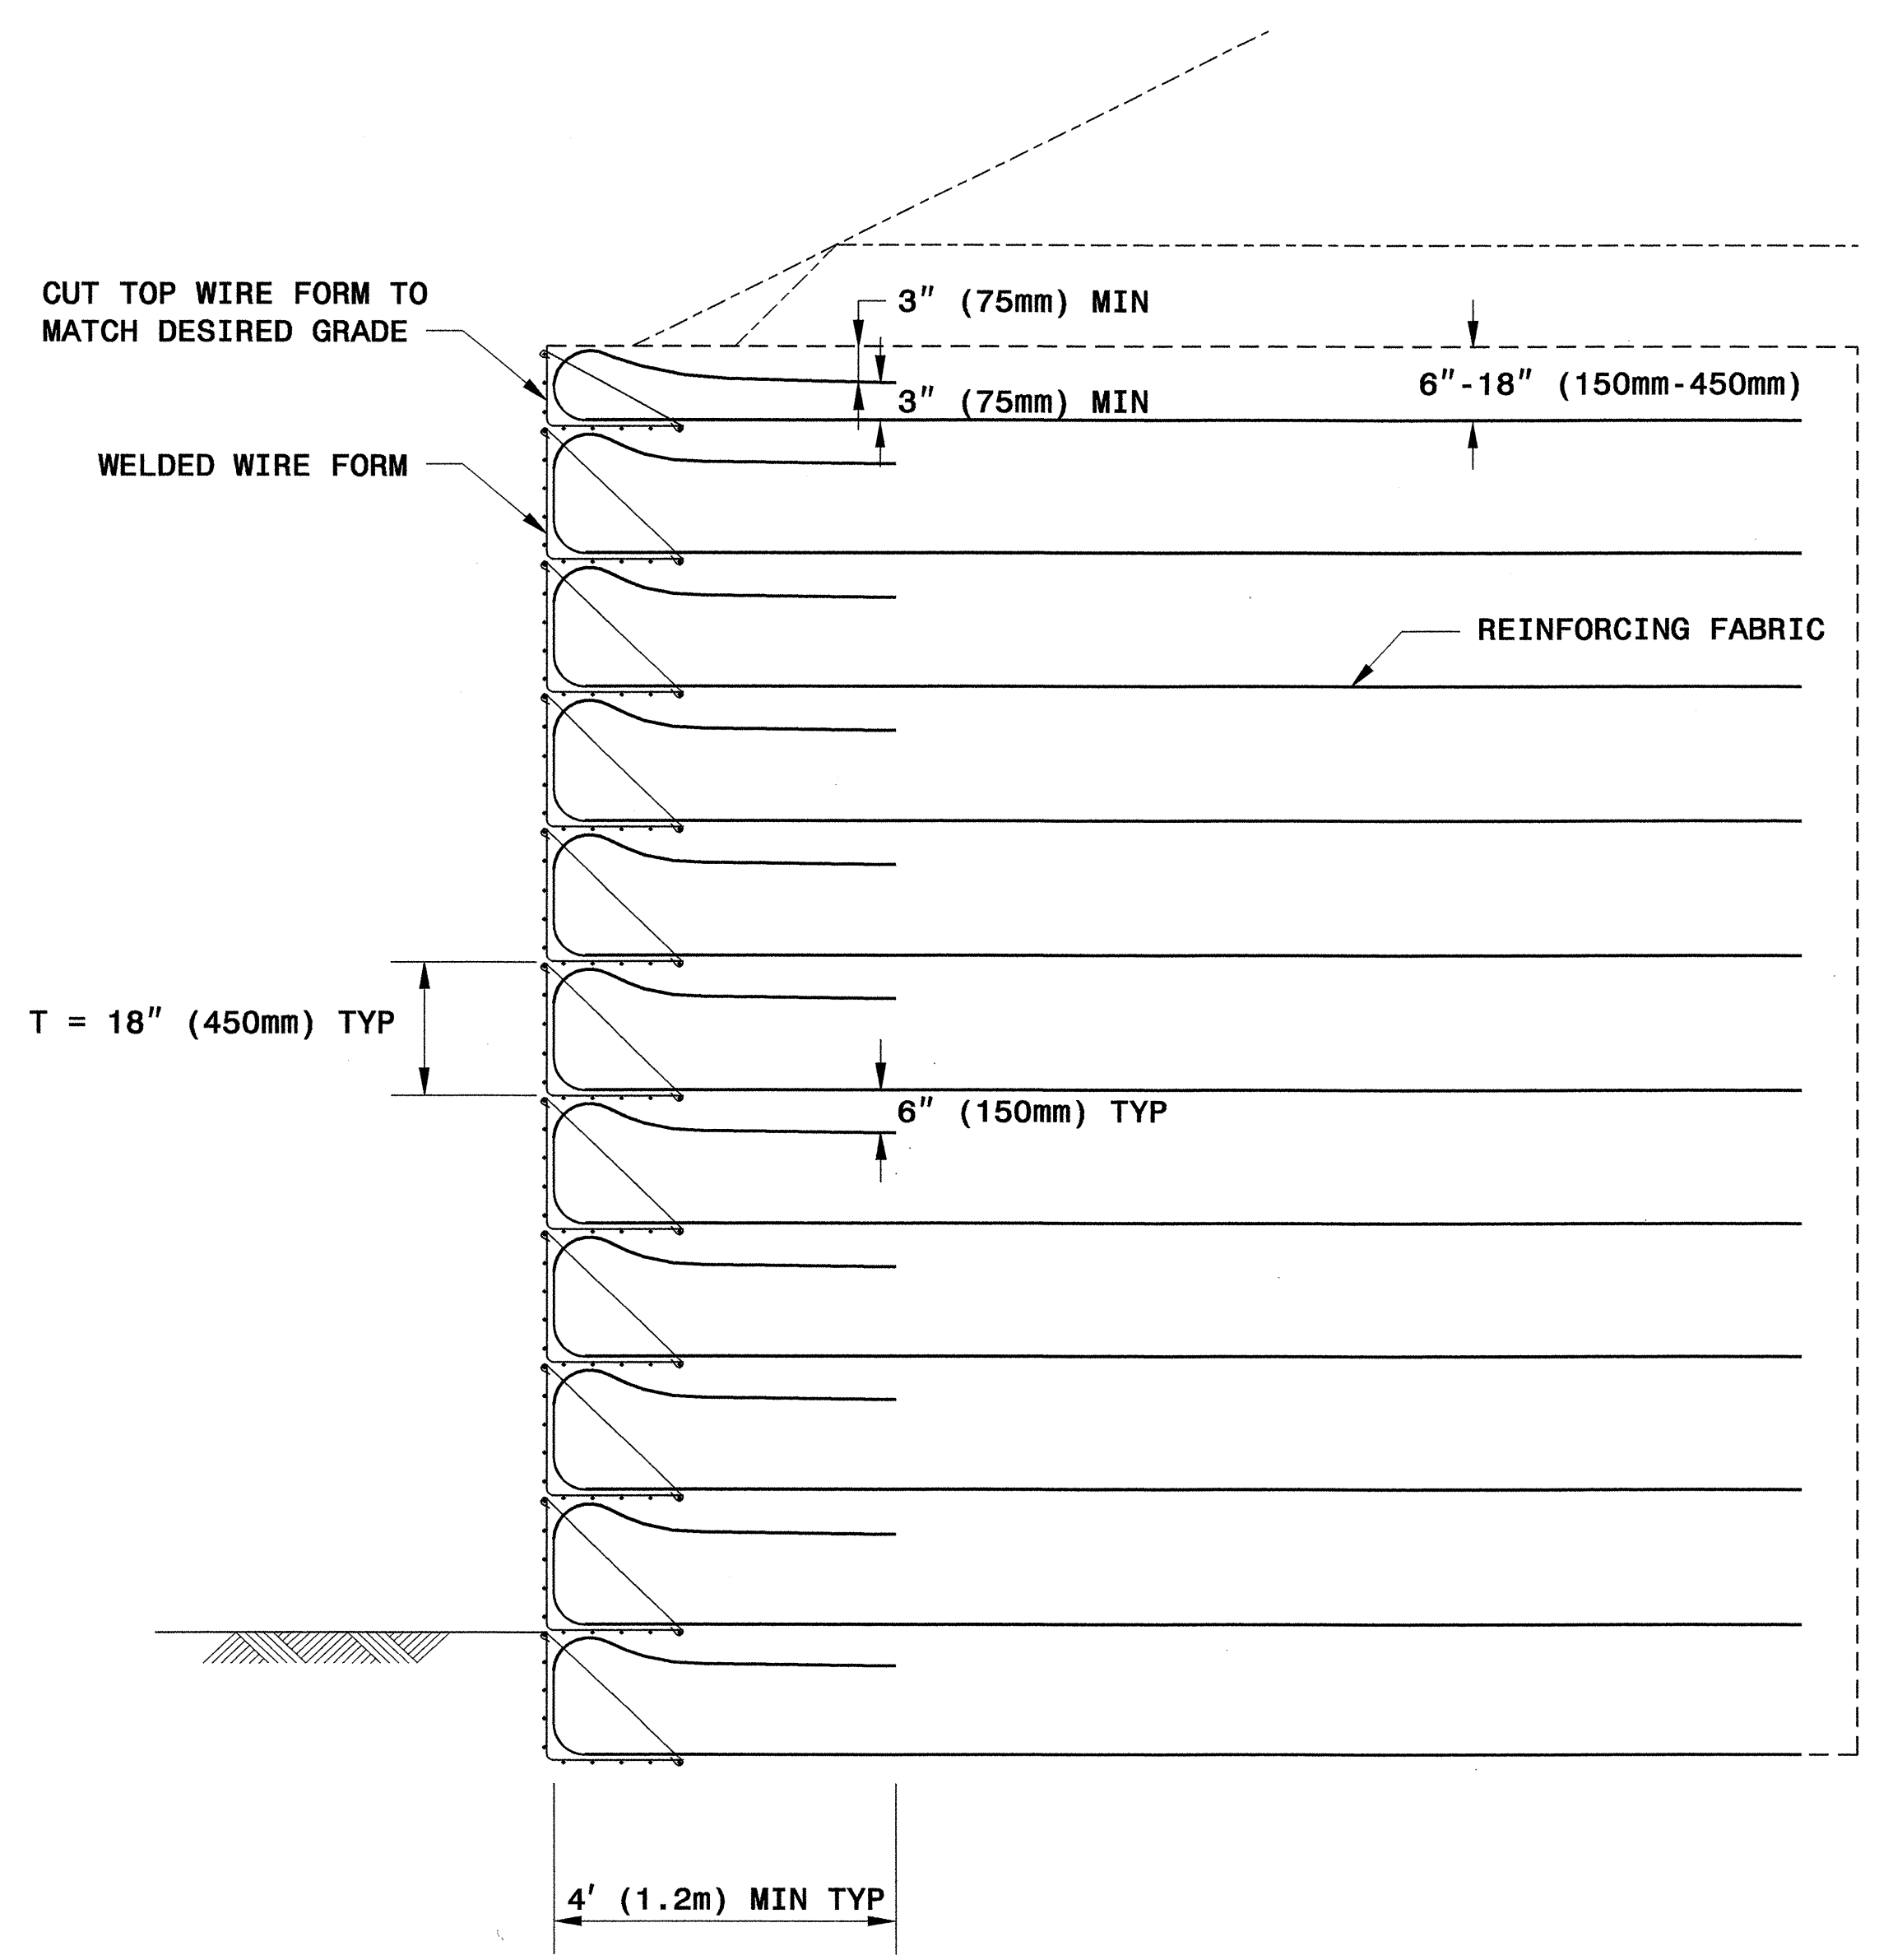 CUT TOP WIRE FORM TO
MATCH DESIRED GRADE
3" (75mm) MIN
6"-18" (150mm-450mm)
3" (75mm) MIN
WELDED WIRE FORM
REINFORCING FABRIC
T = 18" (450mm) TYP
6" (150mm) TYP
4' (1.2m) MIN TYP